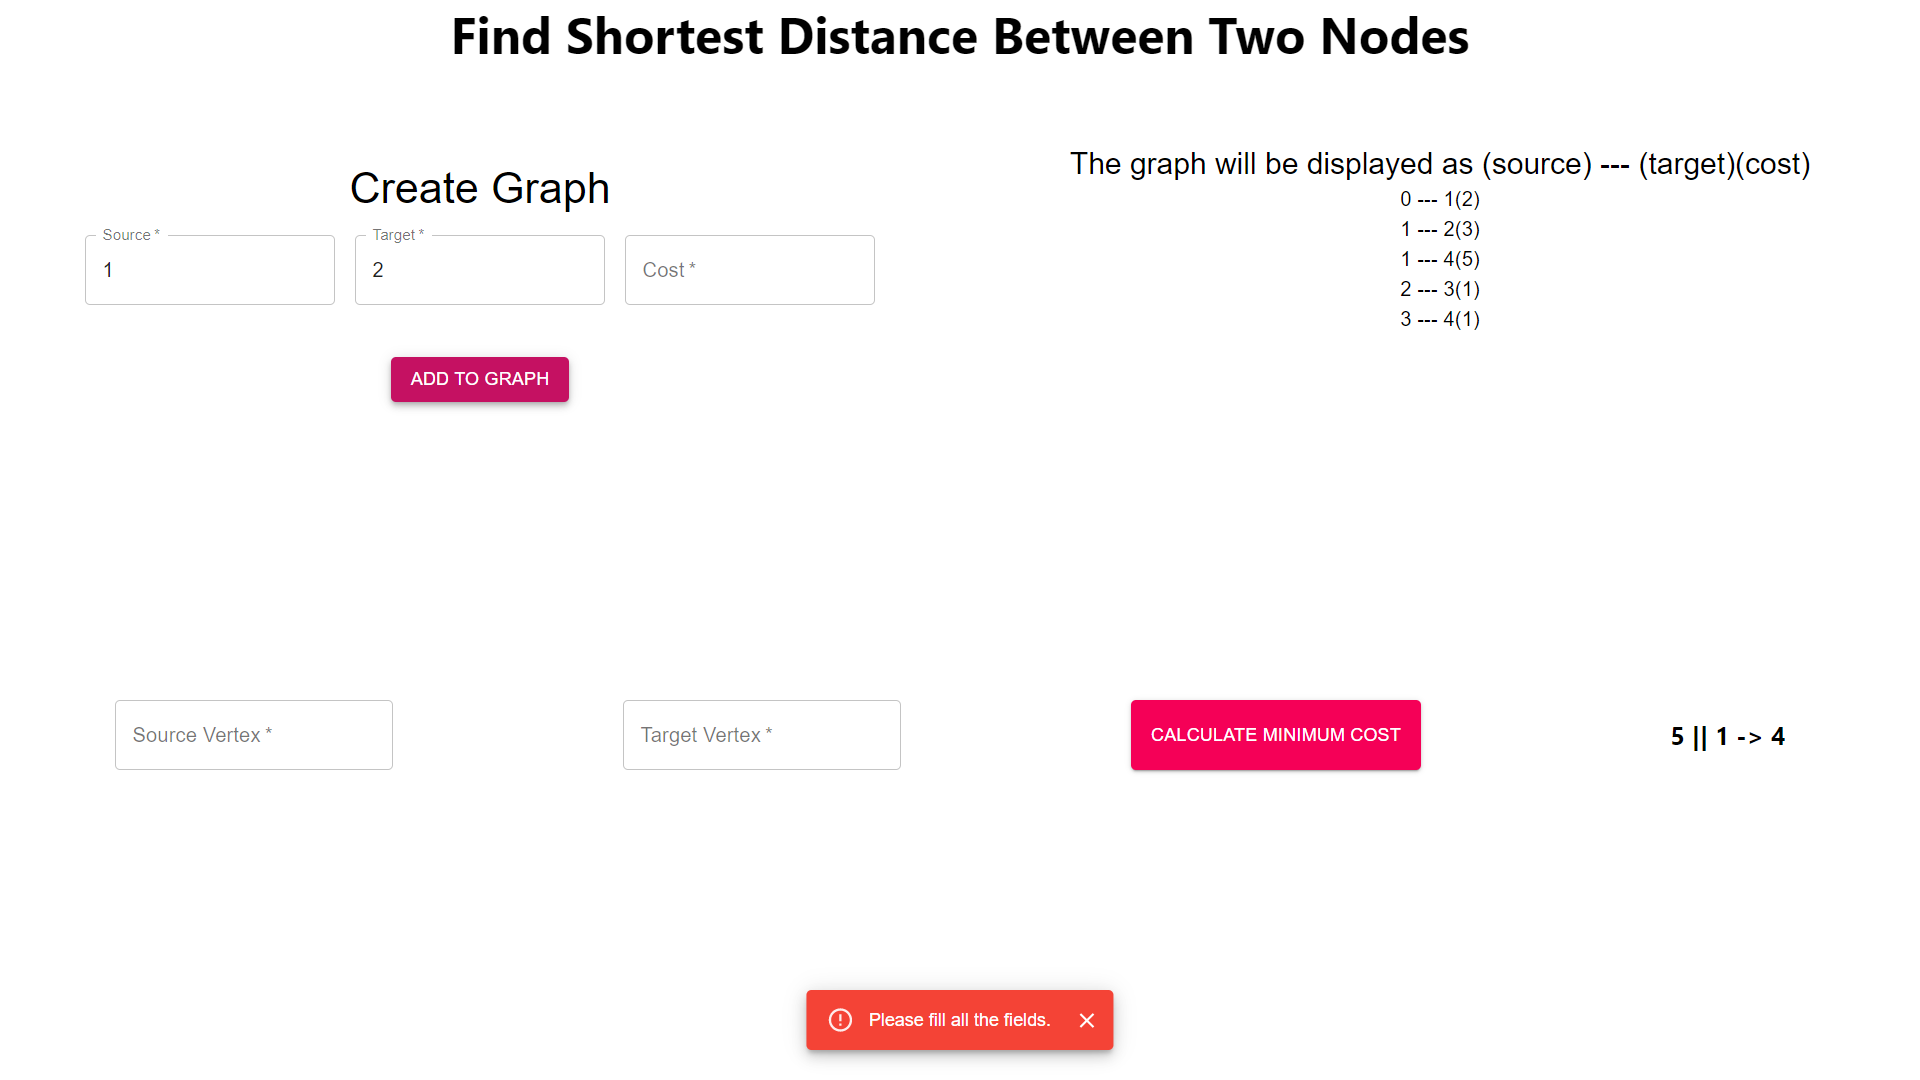 Find Shortest Distance Between Two Nodes
Create Graph
Source *
1
Target *
2
Cost *
ADD TO GRAPH
The graph will be displayed as (source) --- (target)(cost)
0 --- 1(2)
1 --- 2(3)
1 --- 4(5)
2 --- 3(1)
3 --- 4(1)
Source Vertex *
Target Vertex *
CALCULATE MINIMUM COST
5 || 1 -> 4
Please fill all the fields.